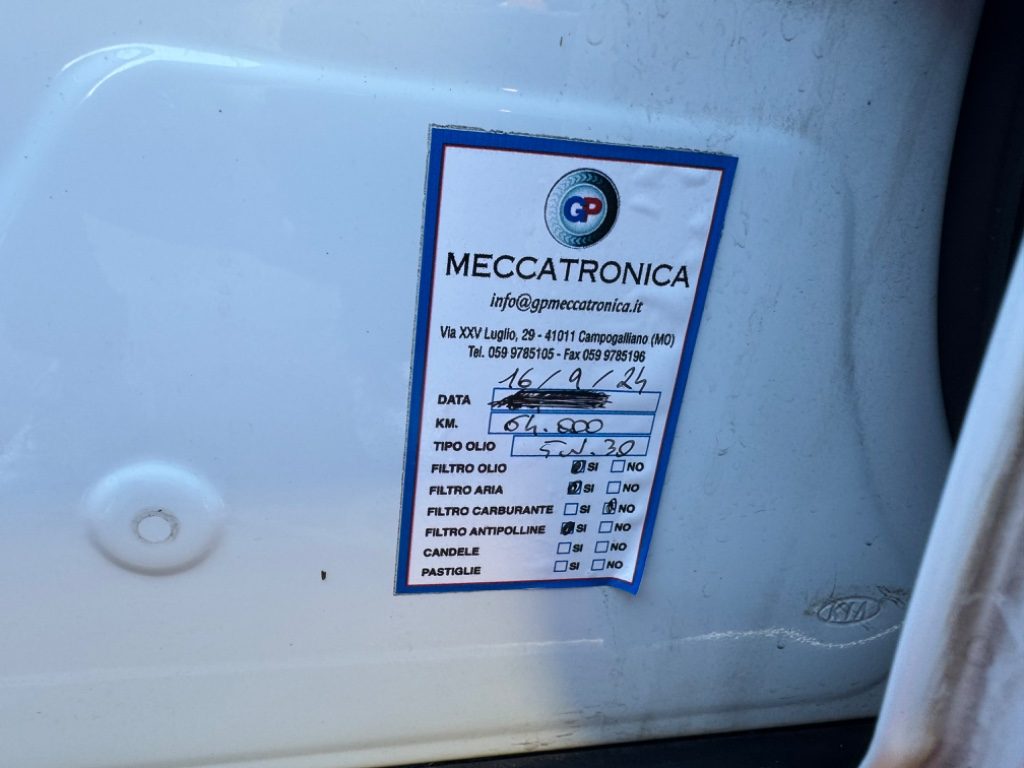 GP
MECCATRONICA
info@gpmeccatronica.it
Via XXV Luglio, 29 - 41011 Campogalliano (MO)
Tel. 059 9785105 - Fax 059 9785196
16/9/24
DATA
KM. 64.000
TIPO OLIO 5W.30
FILTRO OLIO SI NO
FILTRO ARIA SI NO
FILTRO CARBURANTE SI NO
FILTRO ANTIPOLLINE SI NO
CANDELE SI NO
PASTIGLIE SI NO
KIA